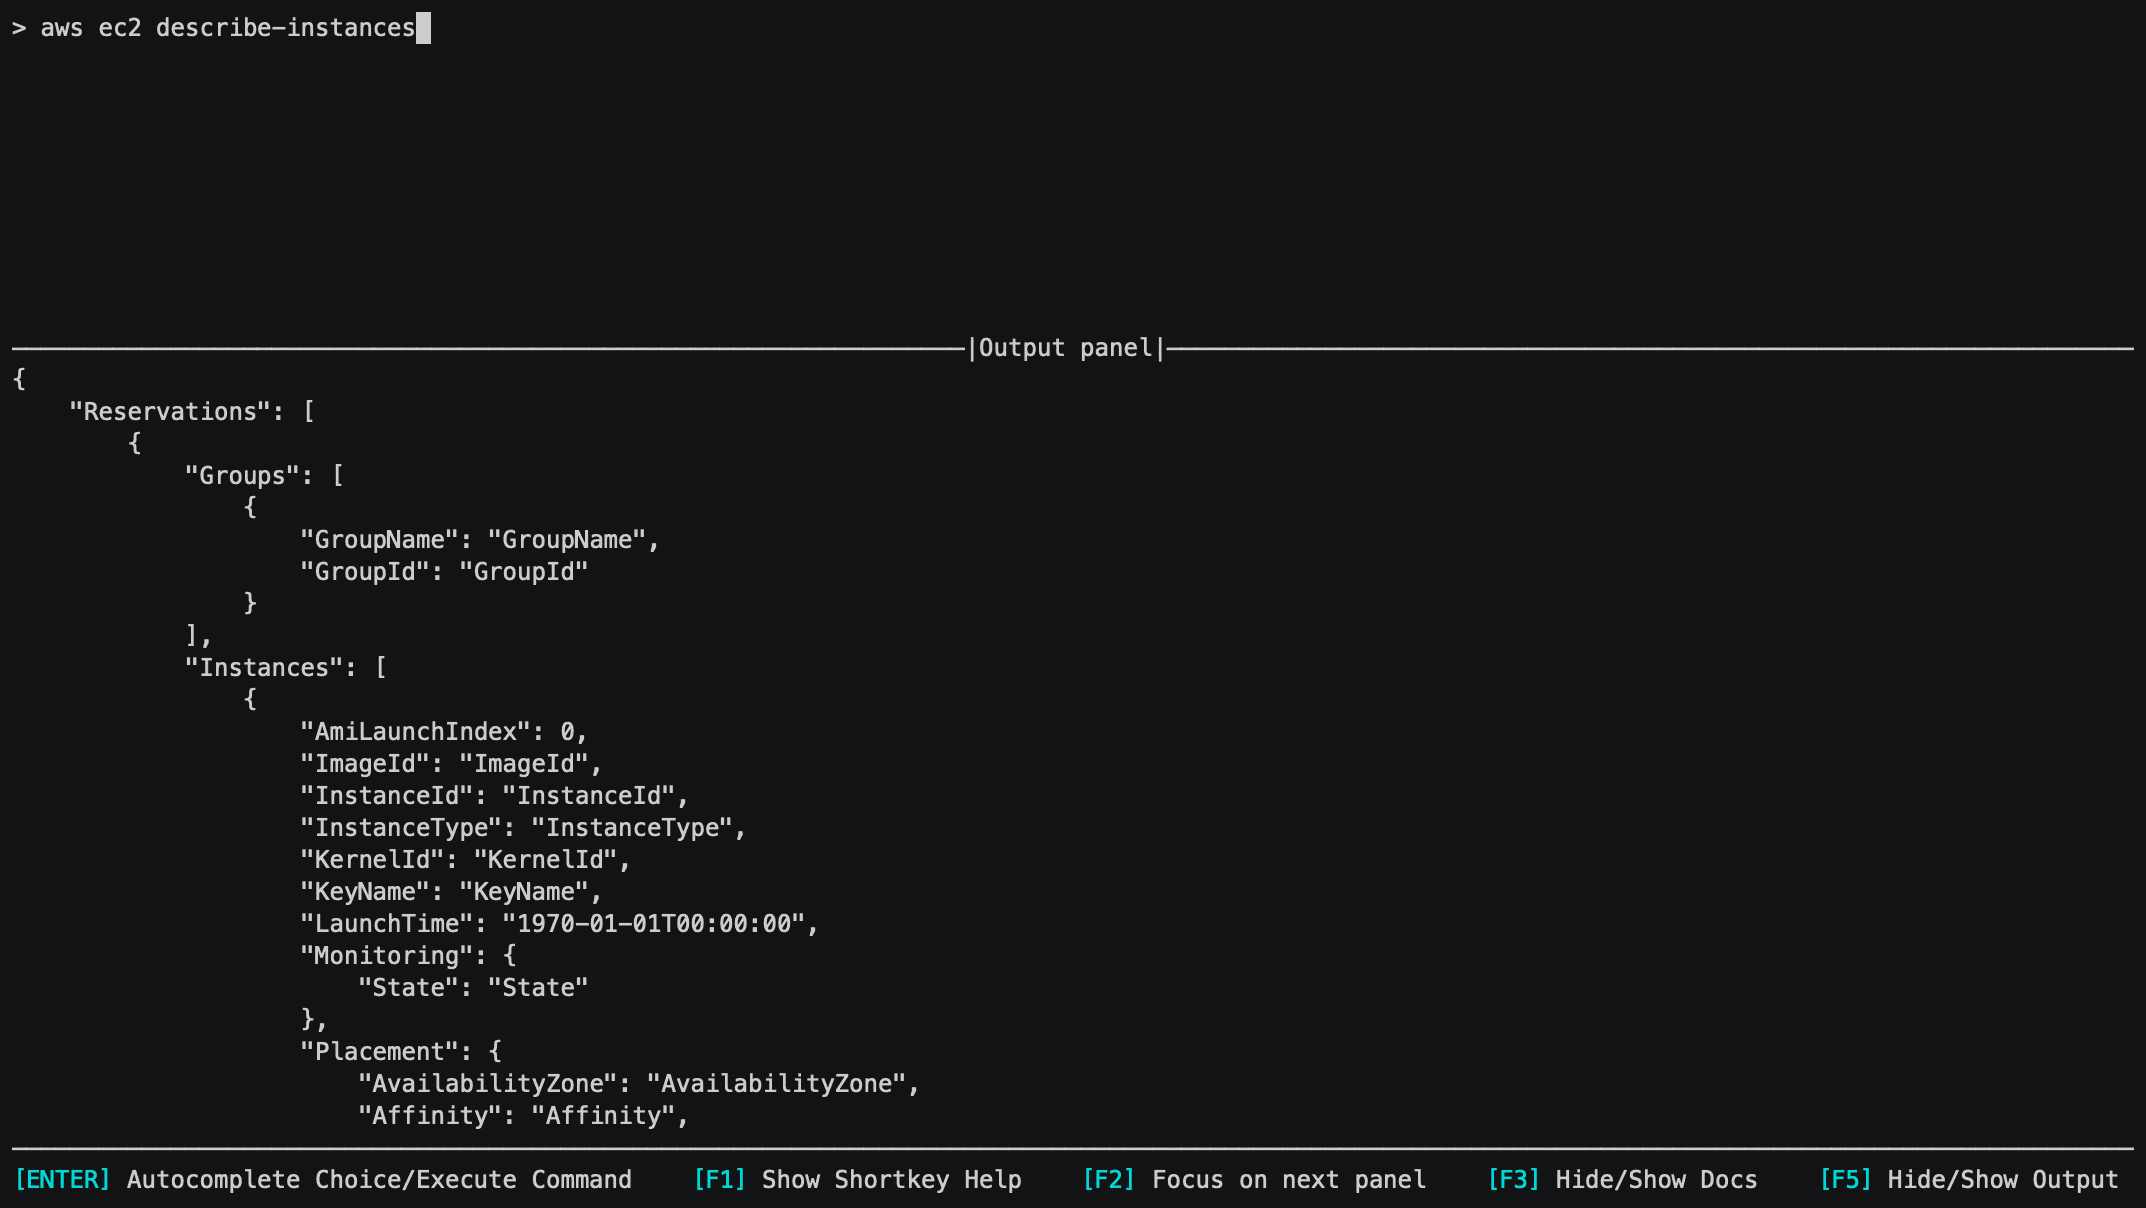 > aws ec2 describe-instances
|Output panel|
{
    "Reservations": [
        {
            "Groups": [
                {
                    "GroupName": "GroupName",
                    "GroupId": "GroupId"
                }
            ],
            "Instances": [
                {
                    "AmiLaunchIndex": 0,
                    "ImageId": "ImageId",
                    "InstanceId": "InstanceId",
                    "InstanceType": "InstanceType",
                    "KernelId": "KernelId",
                    "KeyName": "KeyName",
                    "LaunchTime": "1970-01-01T00:00:00",
                    "Monitoring": {
                        "State": "State"
                    },
                    "Placement": {
                        "AvailabilityZone": "AvailabilityZone",
                        "Affinity": "Affinity",
[ENTER] Autocomplete Choice/Execute Command [F1] Show Shortkey Help [F2] Focus on next panel [F3] Hide/Show Docs [F5] Hide/Show Output